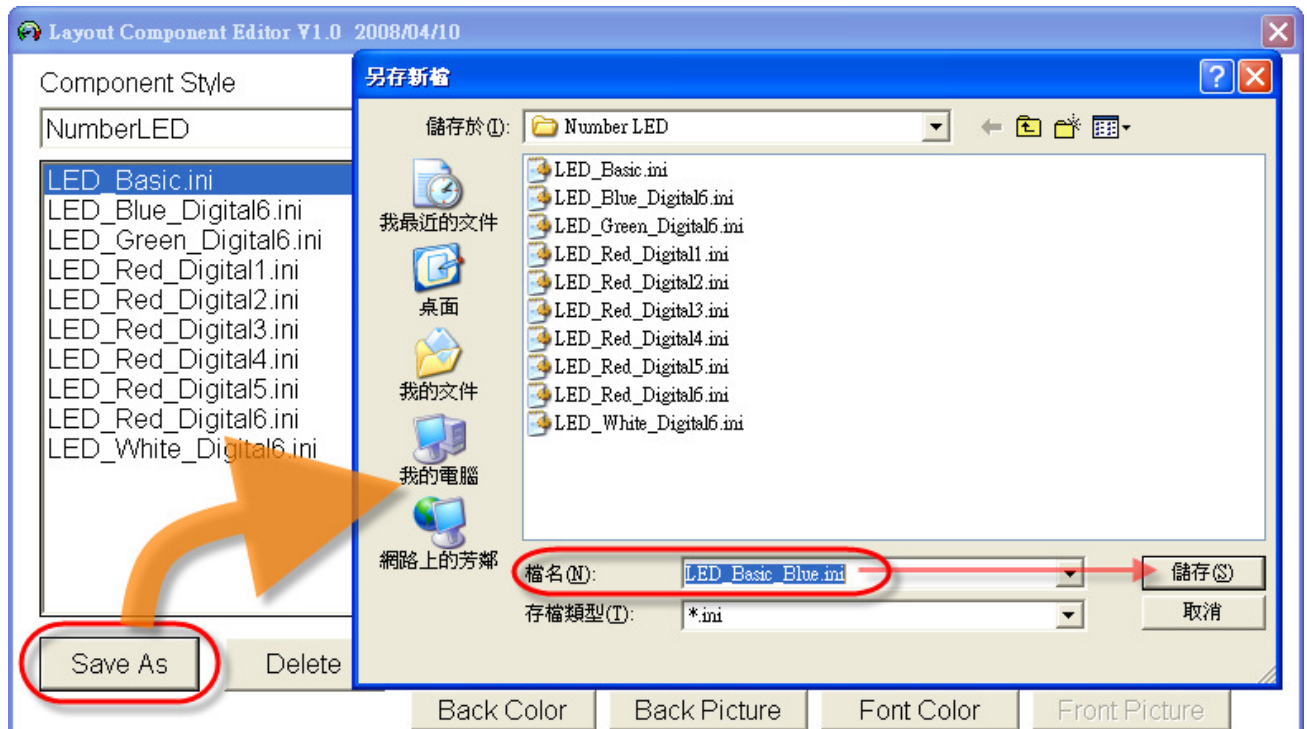 Layout Component Editor V1.0 2008/04/10
Component Style
NumberLED
LED_Basic.ini
LED_Blue_Digital6.ini
LED_Green_Digital6.ini
LED_Red_Digital1.ini
LED_Red_Digital2.ini
LED_Red_Digital3.ini
LED_Red_Digital4.ini
LED_Red_Digital5.ini
LED_Red_Digital6.ini
LED_White_Digital6.ini
Save As
Delete
另存新檔
儲存於(I):
Number LED
我最近的文件
桌面
我的文件
我的電腦
網路上的芳鄰
LED_Basic.ini
LED_Blue_Digital6.ini
LED_Green_Digital6.ini
LED_Red_Digital1.ini
LED_Red_Digital2.ini
LED_Red_Digital3.ini
LED_Red_Digital4.ini
LED_Red_Digital5.ini
LED_Red_Digital6.ini
LED_White_Digital6.ini
檔名(N):
LED_Basic_Blue.ini
儲存(S)
存檔類型(T):
*.ini
取消
Back Color
Back Picture
Font Color
Front Picture